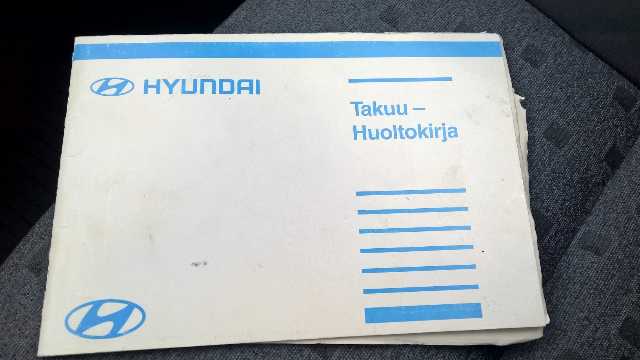 HYUNDAI
Takuu –
Huoltokirja